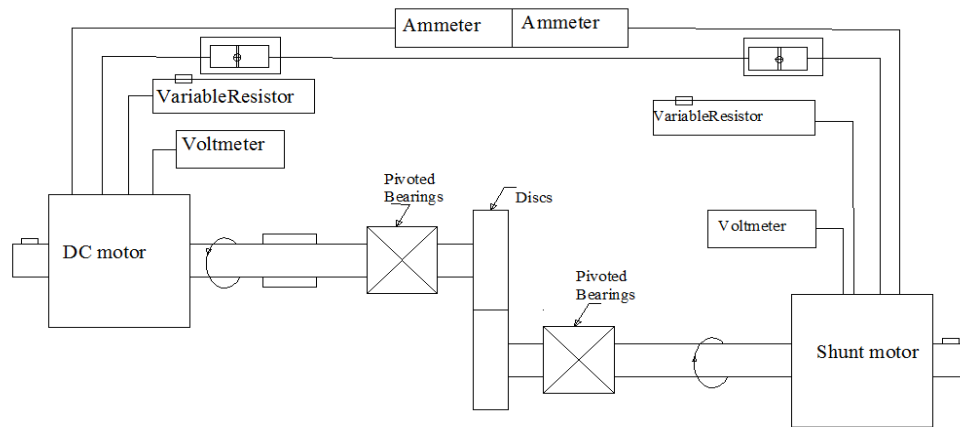 Ammeter
Ammeter
VariableResistor
VariableResistor
Voltmeter
Pivoted
Bearings
Discs
Voltmeter
DC motor
Pivoted
Bearings
Shunt motor